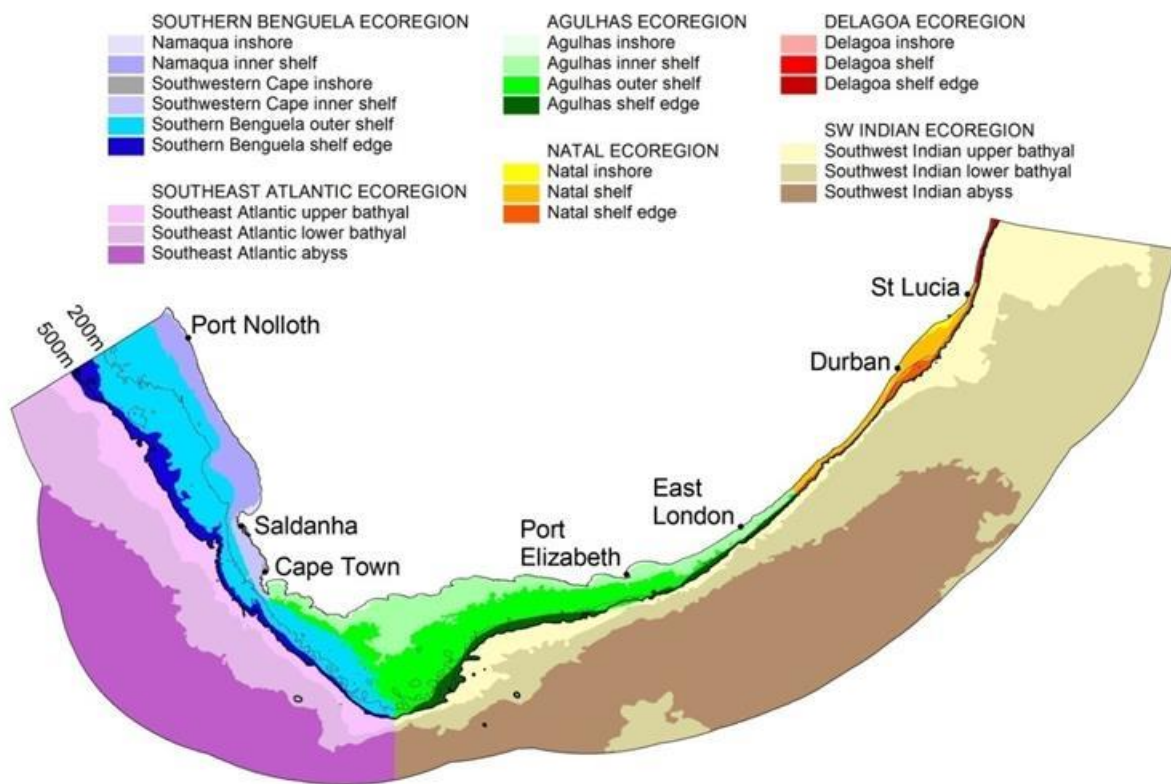 SOUTHERN BENGUELA ECOREGION
Namaqua inshore
Namaqua inner shelf
Southwestern Cape inshore
Southwestern Cape inner shelf
Southern Benguela outer shelf
Southern Benguela shelf edge
SOUTHEAST ATLANTIC ECOREGION
Southeast Atlantic upper bathyal
Southeast Atlantic lower bathyal
Southeast Atlantic abyss
AGULHAS ECOREGION
Agulhas inshore
Agulhas inner shelf
Agulhas outer shelf
Agulhas shelf edge
NATAL ECOREGION
Natal inshore
Natal shelf
Natal shelf edge
DELAGOA ECOREGION
Delagoa inshore
Delagoa shelf
Delagoa shelf edge
SW INDIAN ECOREGION
Southwest Indian upper bathyal
Southwest Indian lower bathyal
Southwest Indian abyss
200m
500m
Port Nolloth
Saldanha
Cape Town
Port
Elizabeth
East
London
Durban
St Lucia